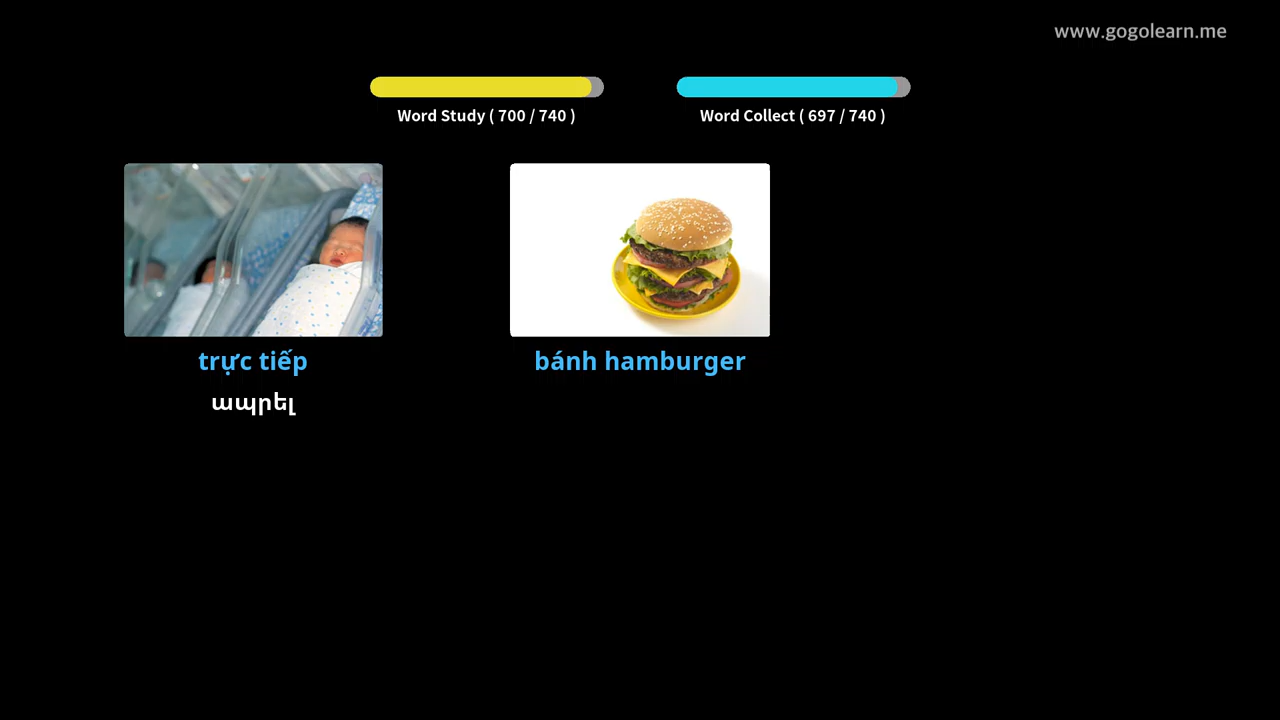 www.gogolearn.me
Word Study ( 700 / 740 )
Word Collect ( 697 / 740 )
trực tiếp
ապրել
bánh hamburger